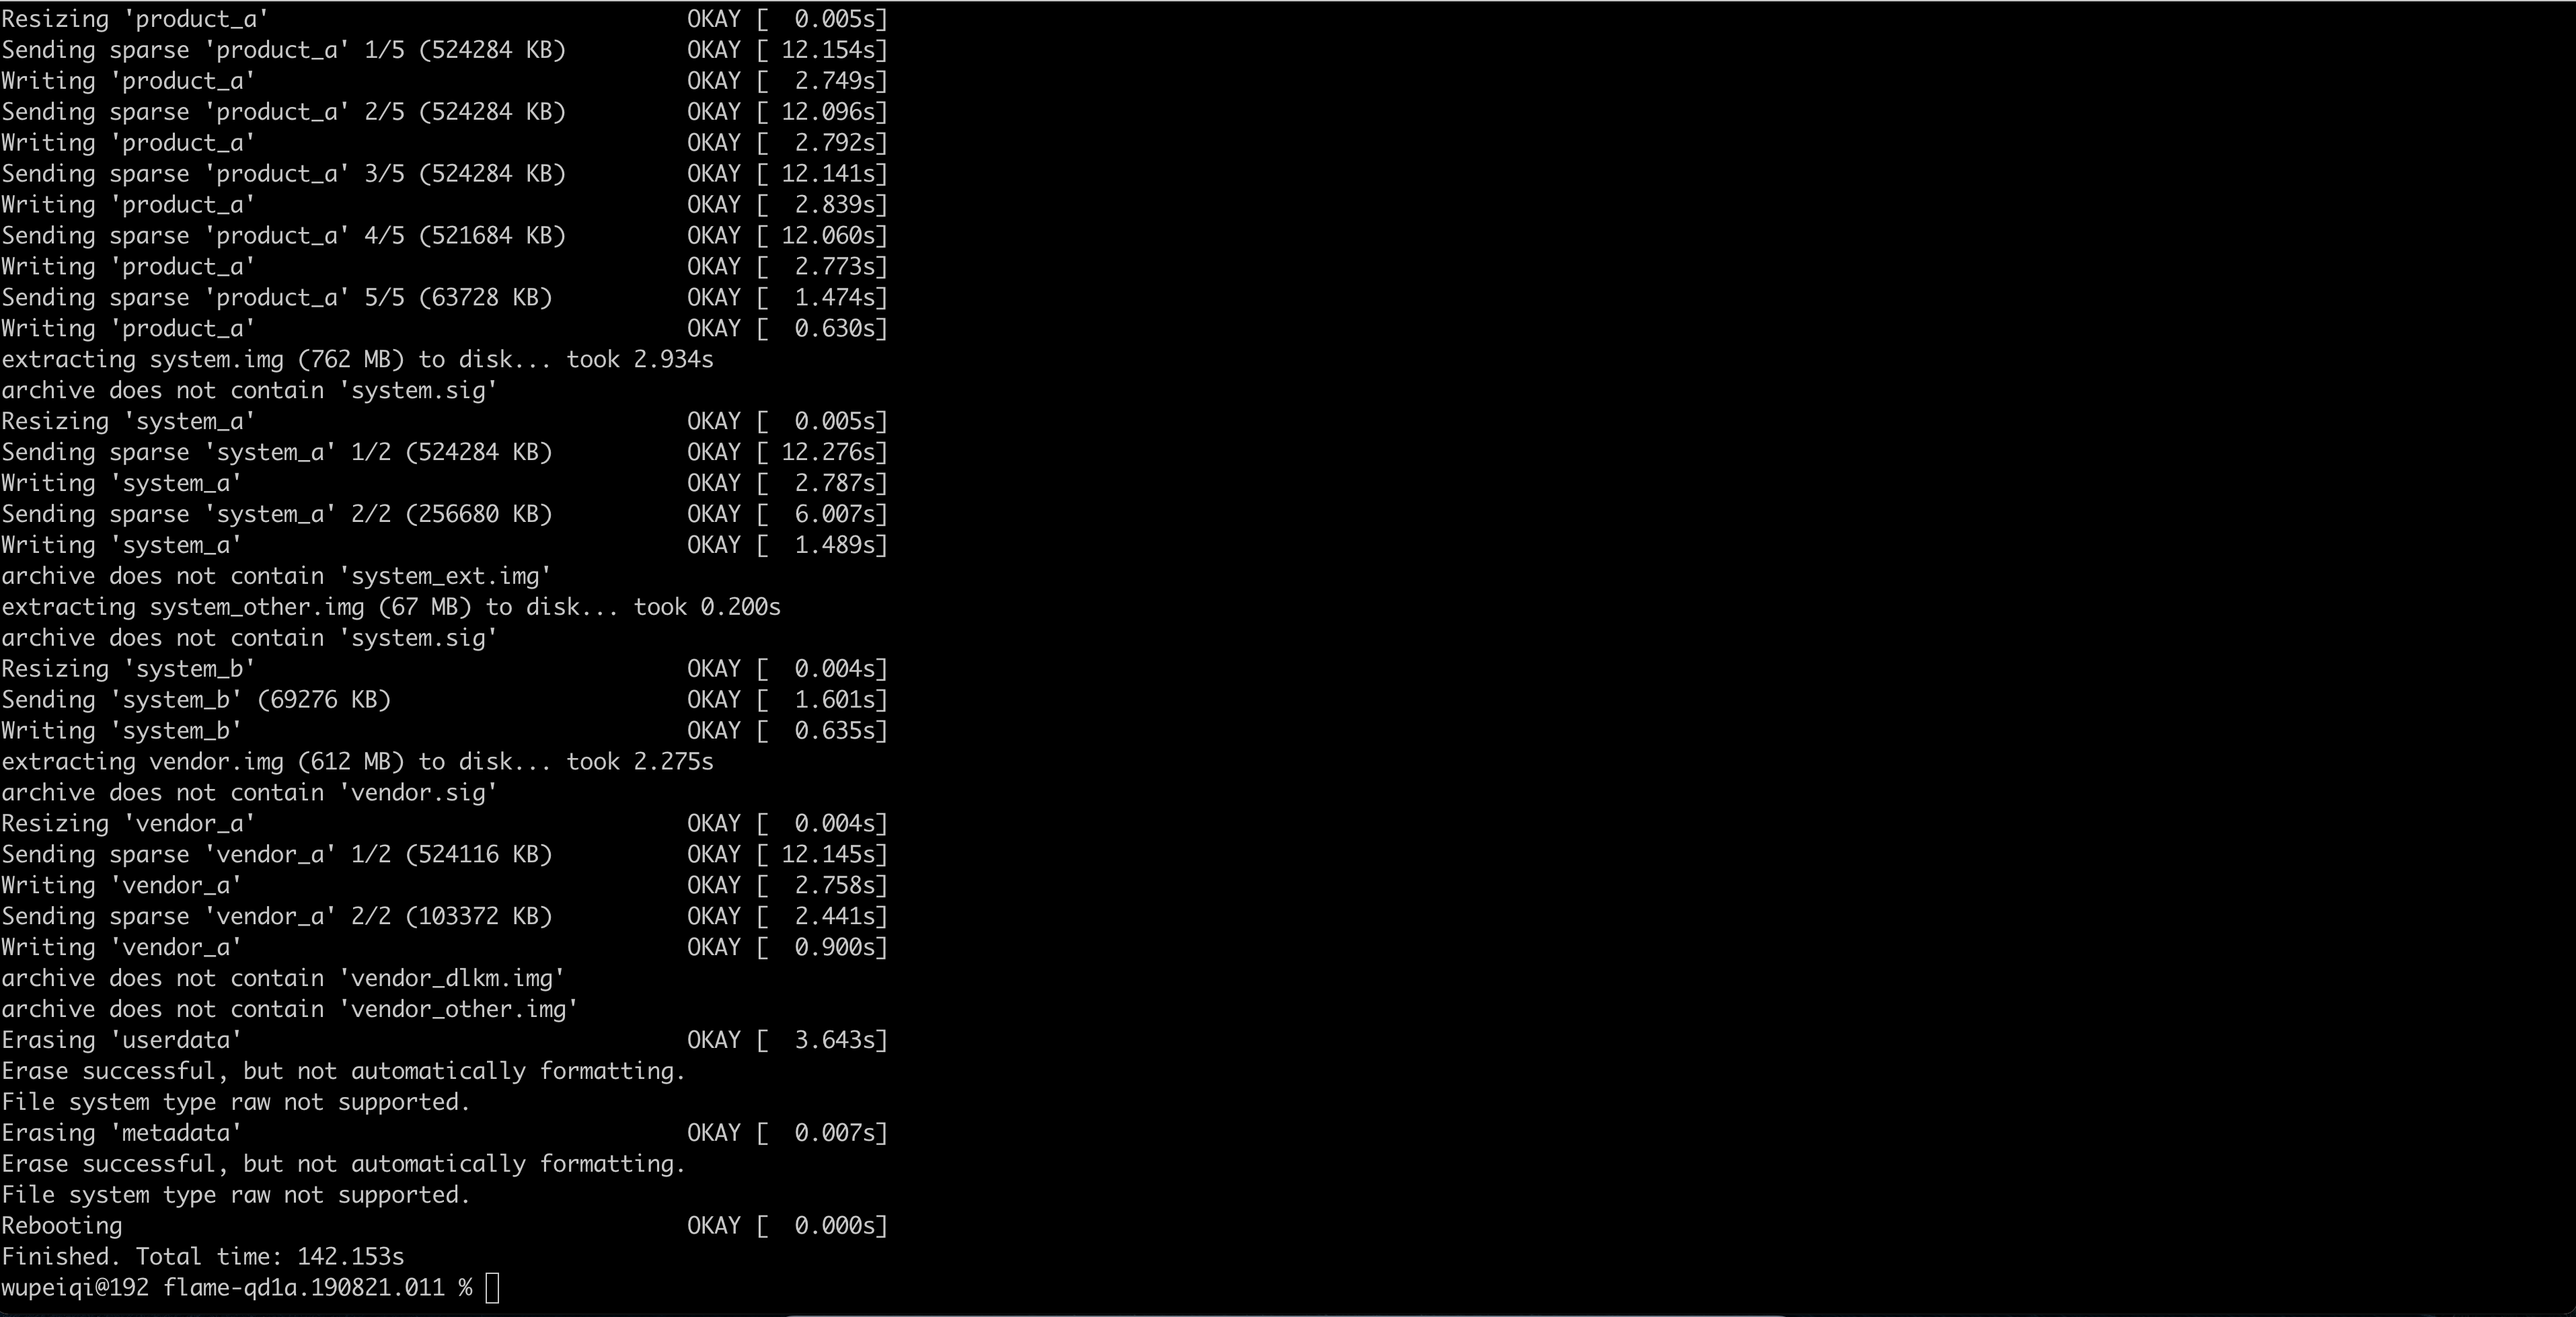 Resizing 'product_a' OKAY [  0.005s]
Sending sparse 'product_a' 1/5 (524284 KB) OKAY [ 12.154s]
Writing 'product_a' OKAY [  2.749s]
Sending sparse 'product_a' 2/5 (524284 KB) OKAY [ 12.096s]
Writing 'product_a' OKAY [  2.792s]
Sending sparse 'product_a' 3/5 (524284 KB) OKAY [ 12.141s]
Writing 'product_a' OKAY [  2.839s]
Sending sparse 'product_a' 4/5 (521684 KB) OKAY [ 12.060s]
Writing 'product_a' OKAY [  2.773s]
Sending sparse 'product_a' 5/5 (63728 KB) OKAY [  1.474s]
Writing 'product_a' OKAY [  0.630s]
extracting system.img (762 MB) to disk... took 2.934s
archive does not contain 'system.sig'
Resizing 'system_a' OKAY [  0.005s]
Sending sparse 'system_a' 1/2 (524284 KB) OKAY [ 12.276s]
Writing 'system_a' OKAY [  2.787s]
Sending sparse 'system_a' 2/2 (256680 KB) OKAY [  6.007s]
Writing 'system_a' OKAY [  1.489s]
archive does not contain 'system_ext.img'
extracting system_other.img (67 MB) to disk... took 0.200s
archive does not contain 'system.sig'
Resizing 'system_b' OKAY [  0.004s]
Sending 'system_b' (69276 KB) OKAY [  1.601s]
Writing 'system_b' OKAY [  0.635s]
extracting vendor.img (612 MB) to disk... took 2.275s
archive does not contain 'vendor.sig'
Resizing 'vendor_a' OKAY [  0.004s]
Sending sparse 'vendor_a' 1/2 (524116 KB) OKAY [ 12.145s]
Writing 'vendor_a' OKAY [  2.758s]
Sending sparse 'vendor_a' 2/2 (103372 KB) OKAY [  2.441s]
Writing 'vendor_a' OKAY [  0.900s]
archive does not contain 'vendor_dlkm.img'
archive does not contain 'vendor_other.img'
Erasing 'userdata' OKAY [  3.643s]
Erase successful, but not automatically formatting.
File system type raw not supported.
Erasing 'metadata' OKAY [  0.007s]
Erase successful, but not automatically formatting.
File system type raw not supported.
Rebooting OKAY [  0.000s]
Finished. Total time: 142.153s
wupeiqi@192 flame-qd1a.190821.011 %